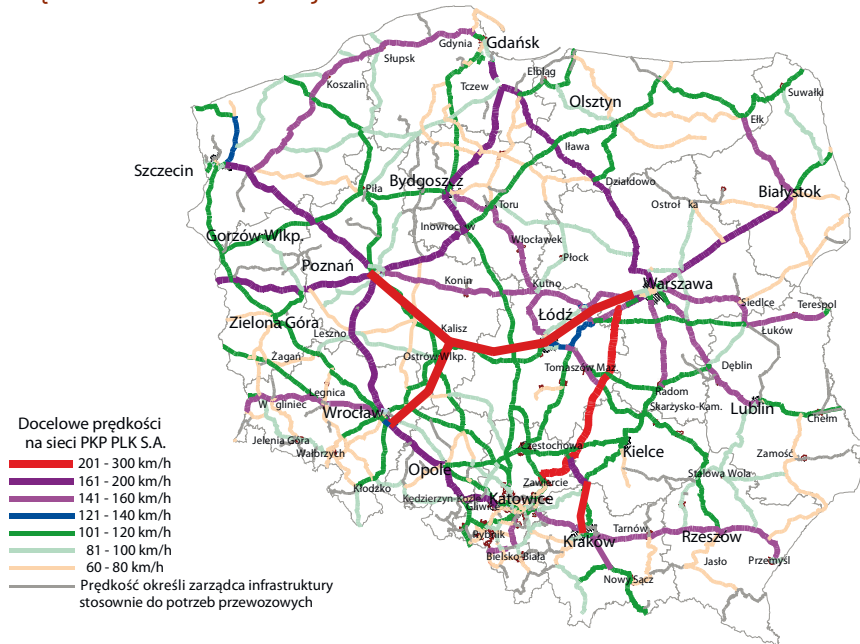 Gdańsk
Gdynia
Słupsk
Koszalin
Elbląg
Tczew
Olsztyn
Suwałki
Ełk
Szczecin
Iława
Bydgoszcz
Piła
Działdowo
Ostroł ka
Białystok
Toru
Inowrocław
Gorzów Wlkp.
Włocławek
Płock
Poznań
Konin
Kutno
Warszawa
Siedlce
Terespol
Łódź
Zielona Góra
Leszno
Kalisz
Łuków
Ostrów Wlkp.
Żagań
Tomaszów Maz.
Dęblin
Legnica
Radom
W gliniec
Wrocław
Skarżysko-Kam.
Lublin
Chełm
Jelenia Góra
Wałbrzych
Częstochowa
Kielce
Zamość
Opole
Stalowa Wola
Kłodzko
Zawiercie
Katowice
Gliwice
Rybnik
Kraków
Tarnów
Rzeszów
Przemyśl
Bielsko Biała
Jasło
Nowy Sącz
Docelowe prędkości
na sieci PKP PLK S.A.
201 - 300 km/h
161 - 200 km/h
141 - 160 km/h
121 - 140 km/h
101 - 120 km/h
81 - 100 km/h
60 - 80 km/h
Prędkość określi zarządca infrastruktury
stosownie do potrzeb przewozowych